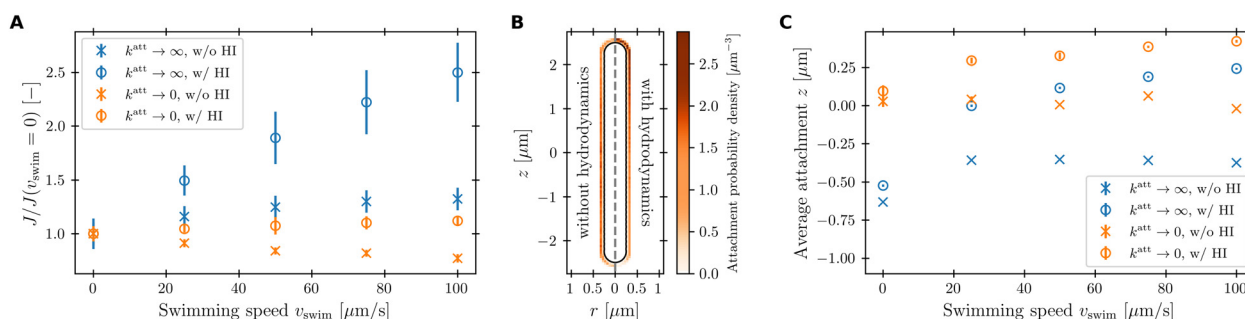 A
J/J(v_swim = 0) [−]
2.5
2.0
1.5
1.0
k^att → ∞, w/o HI
k^att → ∞, w/ HI
k^att → 0, w/o HI
k^att → 0, w/ HI
0 20 40 60 80 100
Swimming speed v_swim [μm/s]
B
z [μm]
2
1
0
−1
−2
without hydrodynamics
with hydrodynamics
1 0.5 0 0.5 1
r [μm]
2.5
2.0
1.5
1.0
0.5
0.0
Attachment probability density [μm⁻³]
C
Average attachment z [μm]
0.25
0.00
−0.25
−0.50
−0.75
−1.00
k^att → ∞, w/o HI
k^att → ∞, w/ HI
k^att → 0, w/o HI
k^att → 0, w/ HI
0 20 40 60 80 100
Swimming speed v_swim [μm/s]